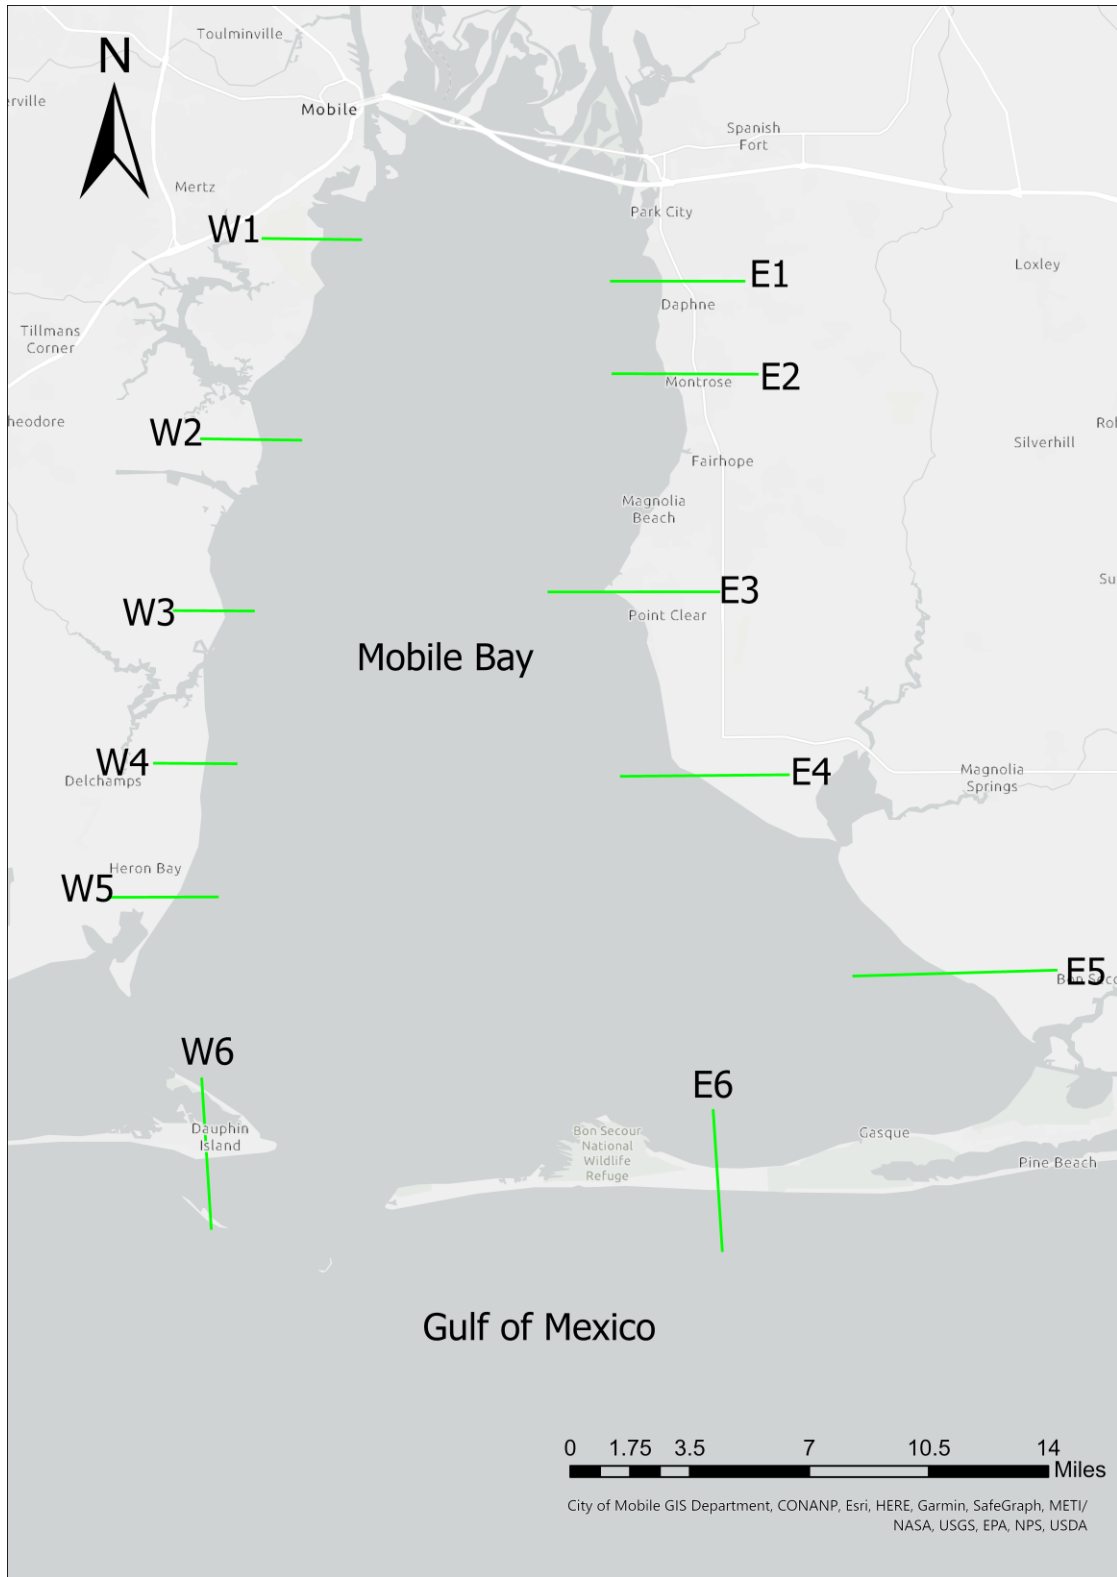 Toulminville
N
erville
Mobile
Spanish
Fort
Mertz
Park City
W1
E1
Loxley
Daphne
Tillmans
Corner
E2
Montrose
heodore
W2
Silverhill
Fairhope
Magnolia
Beach
W3
E3
Point Clear
Mobile Bay
W4
E4
Delchamps
Magnolia
Springs
Heron Bay
W5
E5
Bon Seco
W6
E6
Dauphin
Island
Bon Secour
National
Wildlife
Refuge
Gasque
Pine Beach
Gulf of Mexico
0 1.75 3.5 7 10.5 14
Miles
City of Mobile GIS Department, CONANP, Esri, HERE, Garmin, SafeGraph, METI/
NASA, USGS, EPA, NPS, USDA